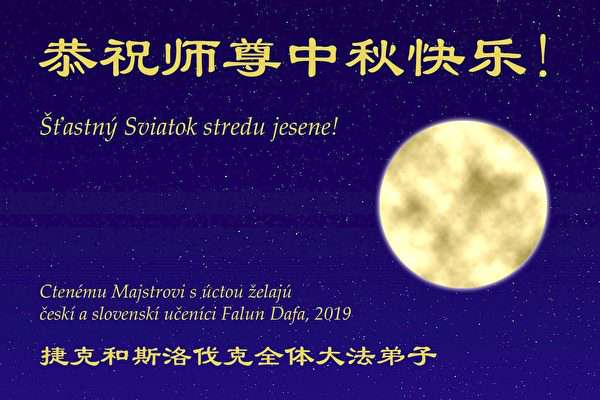 恭祝师尊中秋快乐!
Šťastný Sviatok stredu jesene!
Ctenému Majstrovi s úctou želajú
českí a slovenskí učeníci Falun Dafa, 2019
捷克和斯洛伐克全体大法弟子